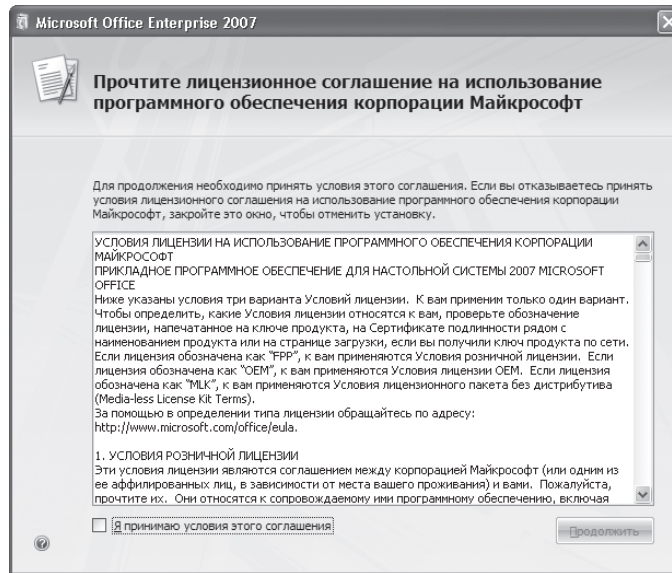 Microsoft Office Enterprise 2007
Прочтите лицензионное соглашение на использование
программного обеспечения корпорации Майкрософт
Для продолжения необходимо принять условия этого соглашения. Если вы отказываетесь принять
условия лицензионного соглашения на использование программного обеспечения корпорации
Майкрософт, закройте это окно, чтобы отменить установку.
УСЛОВИЯ ЛИЦЕНЗИИ НА ИСПОЛЬЗОВАНИЕ ПРОГРАММНОГО ОБЕСПЕЧЕНИЯ КОРПОРАЦИИ
МАЙКРОСОФТ
ПРИКЛАДНОЕ ПРОГРАММНОЕ ОБЕСПЕЧЕНИЕ ДЛЯ НАСТОЛЬНОЙ СИСТЕМЫ 2007 MICROSOFT
OFFICE
Ниже указаны условия три варианта Условий лицензии. К вам применим только один вариант.
Чтобы определить, какие Условия лицензии относятся к вам, проверьте обозначение
лицензии, напечатанное на ключе продукта, на Сертификате подлинности рядом с
наименованием продукта или на странице загрузки, если вы получили ключ продукта по сети.
Если лицензия обозначена как "FPP", к вам применяются Условия розничной лицензии. Если
лицензия обозначена как "OEM", к вам применяются Условия лицензии OEM. Если лицензия
обозначена как "MLK", к вам применяются Условия лицензионного пакета без дистрибутива
(Media-less License Kit Terms).
За помощью в определении типа лицензии обращайтесь по адресу:
http://www.microsoft.com/office/eula.
1. УСЛОВИЯ РОЗНИЧНОЙ ЛИЦЕНЗИИ
Эти условия лицензии являются соглашением между корпорацией Майкрософт (или одним из
ее аффилированных лиц, в зависимости от места вашего проживания) и вами. Пожалуйста,
прочтите их. Они относятся к сопровождаемому ими программному обеспечению, включая
Я принимаю условия этого соглашения
Продолжить